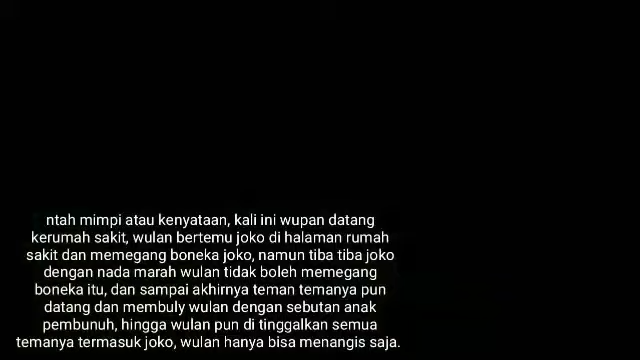 ntah mimpi atau kenyataan, kali ini wupan datang
kerumah sakit, wulan bertemu joko di halaman rumah
sakit dan memegang boneka joko, namun tiba tiba joko
dengan nada marah wulan tidak boleh memegang
boneka itu, dan sampai akhirnya teman temanya pun
datang dan membuly wulan dengan sebutan anak
pembunuh, hingga wulan pun di tinggalkan semua
temanya termasuk joko, wulan hanya bisa menangis saja.